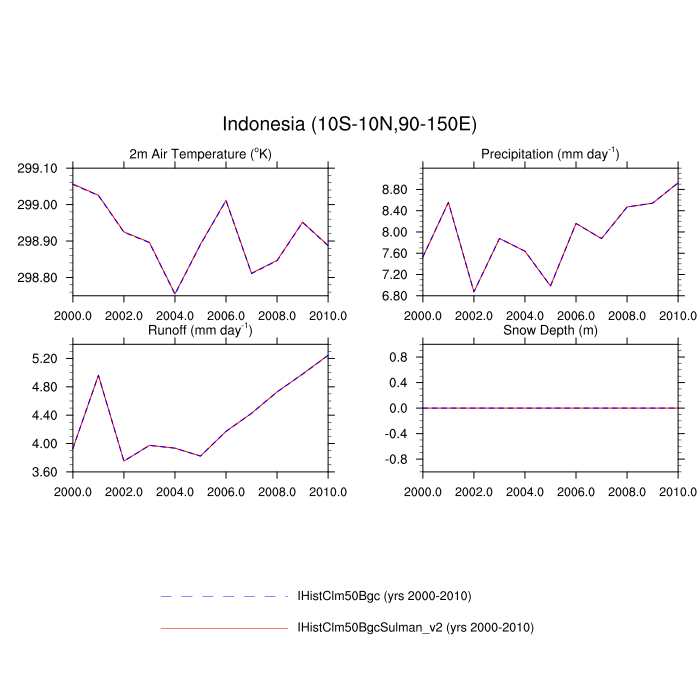 Indonesia (10S-10N,90-150E)
2m Air Temperature (°K)
299.10
299.00
298.90
298.80
2000.0 2002.0 2004.0 2006.0 2008.0 2010.0
Precipitation (mm day⁻¹)
8.80
8.40
8.00
7.60
7.20
6.80
2000.0 2002.0 2004.0 2006.0 2008.0 2010.0
Runoff (mm day⁻¹)
5.20
4.80
4.40
4.00
3.60
2000.0 2002.0 2004.0 2006.0 2008.0 2010.0
Snow Depth (m)
0.8
0.4
0.0
-0.4
-0.8
2000.0 2002.0 2004.0 2006.0 2008.0 2010.0
IHistClm50Bgc (yrs 2000-2010)
IHistClm50BgcSulman_v2 (yrs 2000-2010)